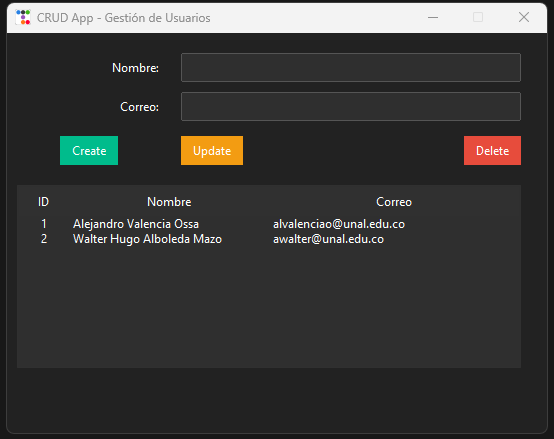 CRUD App - Gestión de Usuarios
Nombre:
Correo:
Create Update Delete
ID Nombre Correo
1 Alejandro Valencia Ossa alvalenciao@unal.edu.co
2 Walter Hugo Alboleda Mazo awalter@unal.edu.co